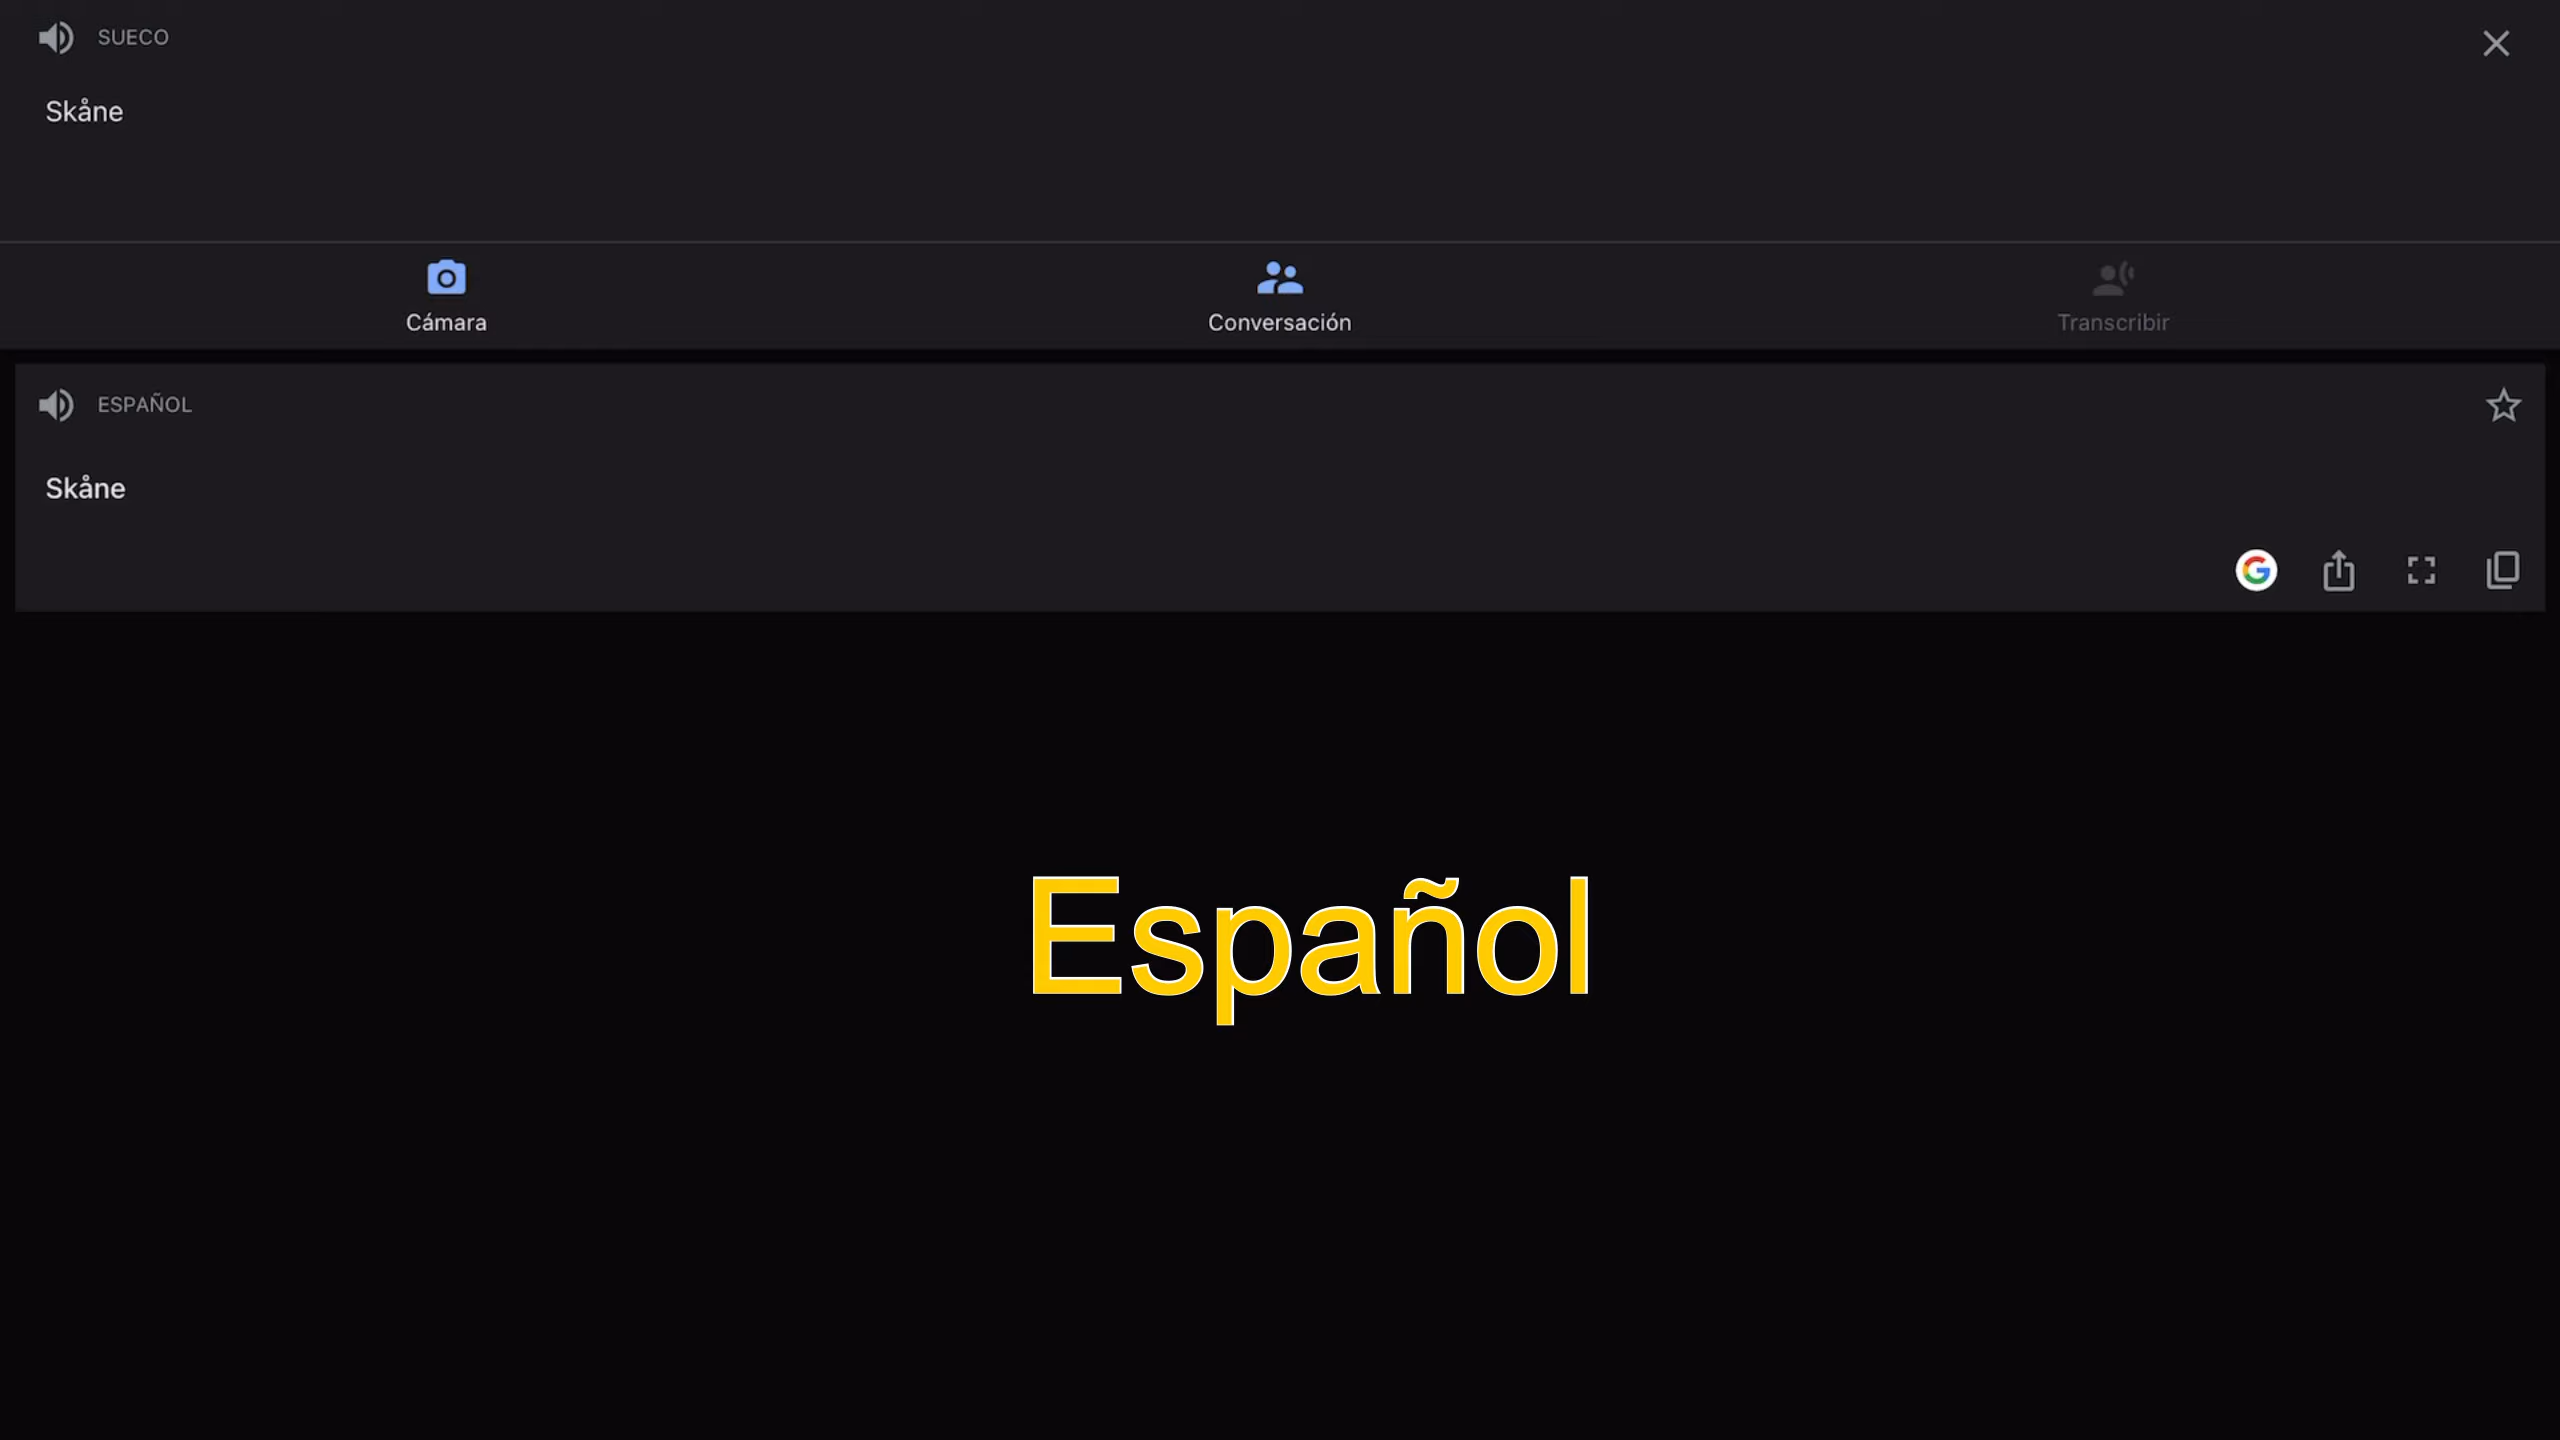 SUECO
Skåne
Cámara
Conversación
Transcribir
ESPAÑOL
Skåne
Español